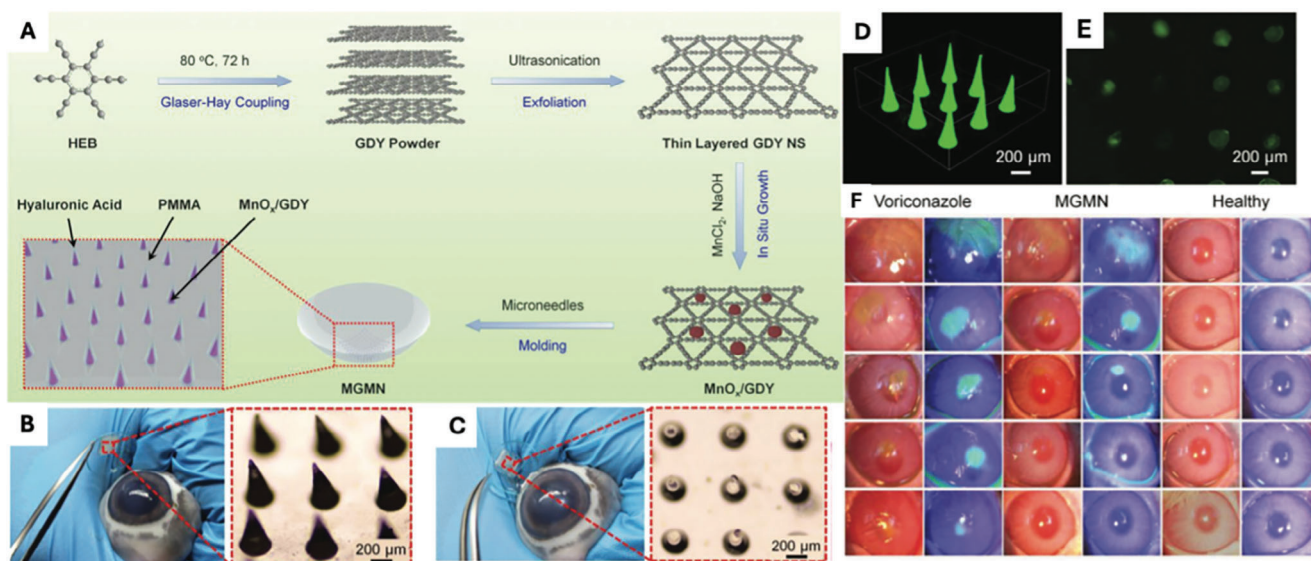 A
HEB
80 °C, 72 h
Glaser-Hay Coupling
GDY Powder
Ultrasonication
Exfoliation
Thin Layered GDY NS
MnCl₂, NaOH
In Situ Growth
MnOₓ/GDY
Microneedles
Molding
MGMN
Hyaluronic Acid
PMMA
MnOₓ/GDY
B
200 μm
C
200 μm
D
200 μm
E
200 μm
F
Voriconazole
MGMN
Healthy